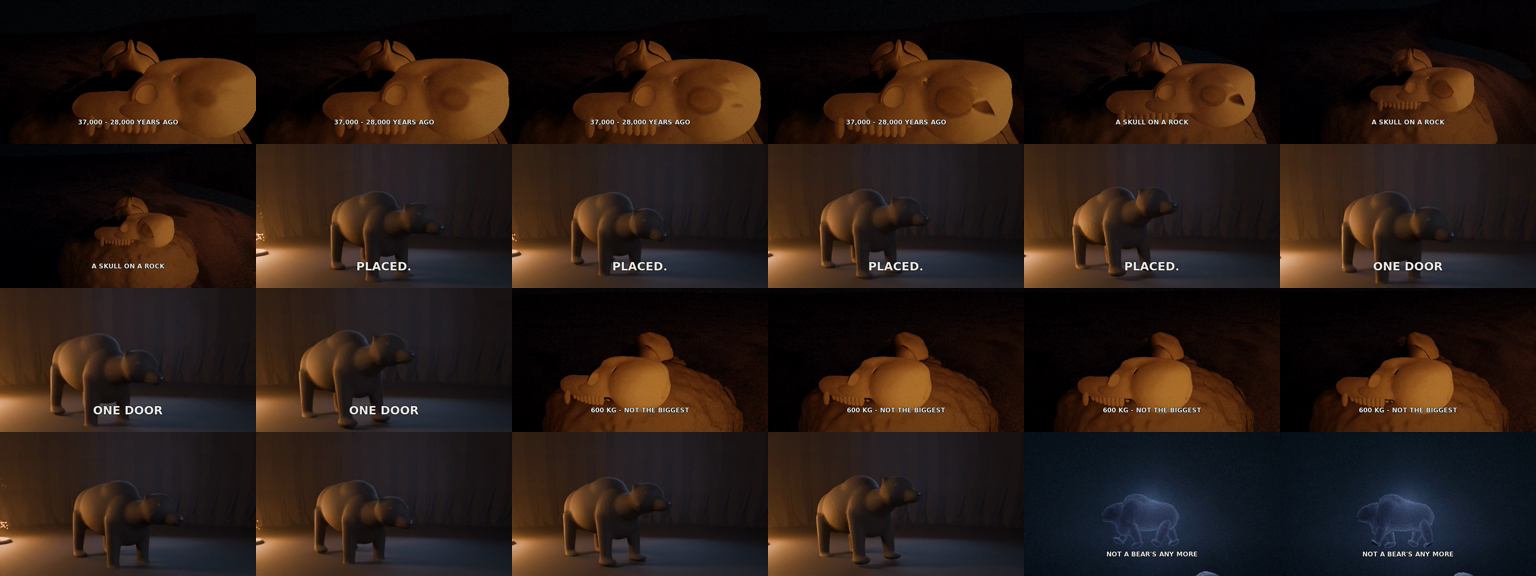 37,000 - 28,000 YEARS AGO
37,000 - 28,000 YEARS AGO
37,000 - 28,000 YEARS AGO
37,000 - 28,000 YEARS AGO
A SKULL ON A ROCK
A SKULL ON A ROCK
A SKULL ON A ROCK
PLACED.
PLACED.
PLACED.
PLACED.
ONE DOOR
ONE DOOR
ONE DOOR
600 KG - NOT THE BIGGEST
600 KG - NOT THE BIGGEST
600 KG - NOT THE BIGGEST
600 KG - NOT THE BIGGEST
NOT A BEAR'S ANY MORE
NOT A BEAR'S ANY MORE